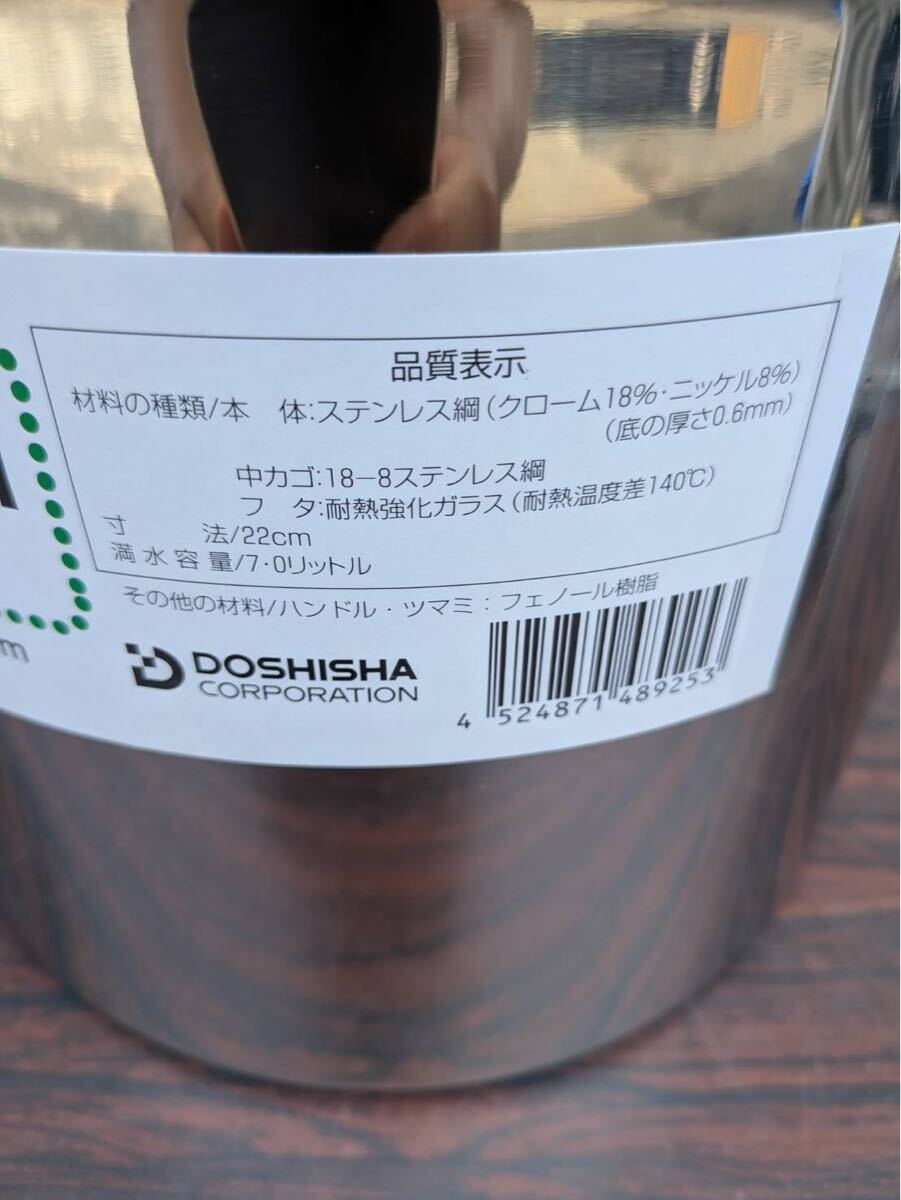 品質表示
材料の種類/本 体:ステンレス綱(クローム18%・ニッケル8%)
(底の厚さ0.6mm)
中カゴ:18-8ステンレス綱
フ タ:耐熱強化ガラス(耐熱温度差140℃)
寸 法/22cm
満水容量/7・0リットル
その他の材料/ハンドル・ツマミ:フェノール樹脂
DOSHISHA
CORPORATION
4 524871 489253